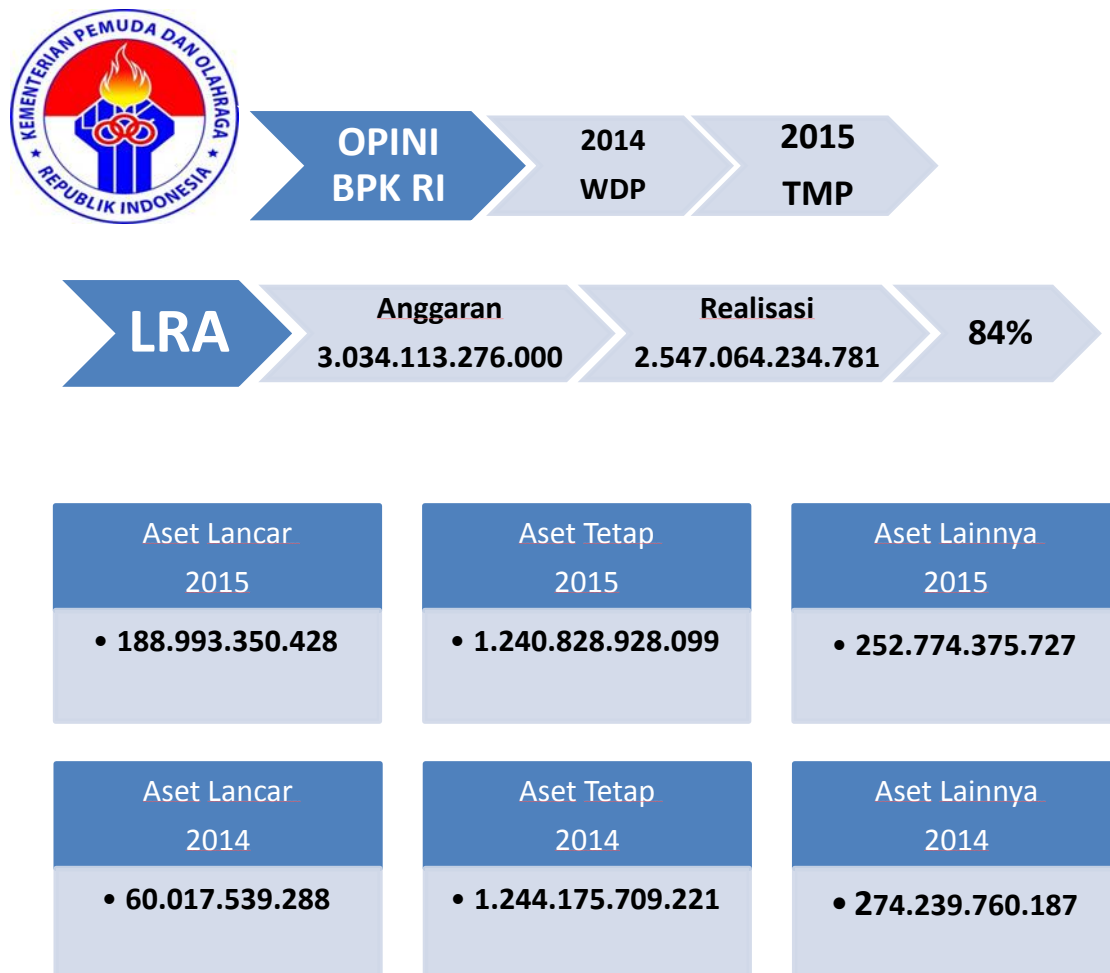 KEMENTERIAN PEMUDA DAN OLAHRAGA
REPUBLIK INDONESIA
OPINI
BPK RI
2014
WDP
2015
TMP
LRA
Anggaran
3.034.113.276.000
Realisasi
2.547.064.234.781
84%
Aset Lancar
2015
• 188.993.350.428
Aset Tetap
2015
• 1.240.828.928.099
Aset Lainnya
2015
• 252.774.375.727
Aset Lancar
2014
• 60.017.539.288
Aset Tetap
2014
• 1.244.175.709.221
Aset Lainnya
2014
• 274.239.760.187